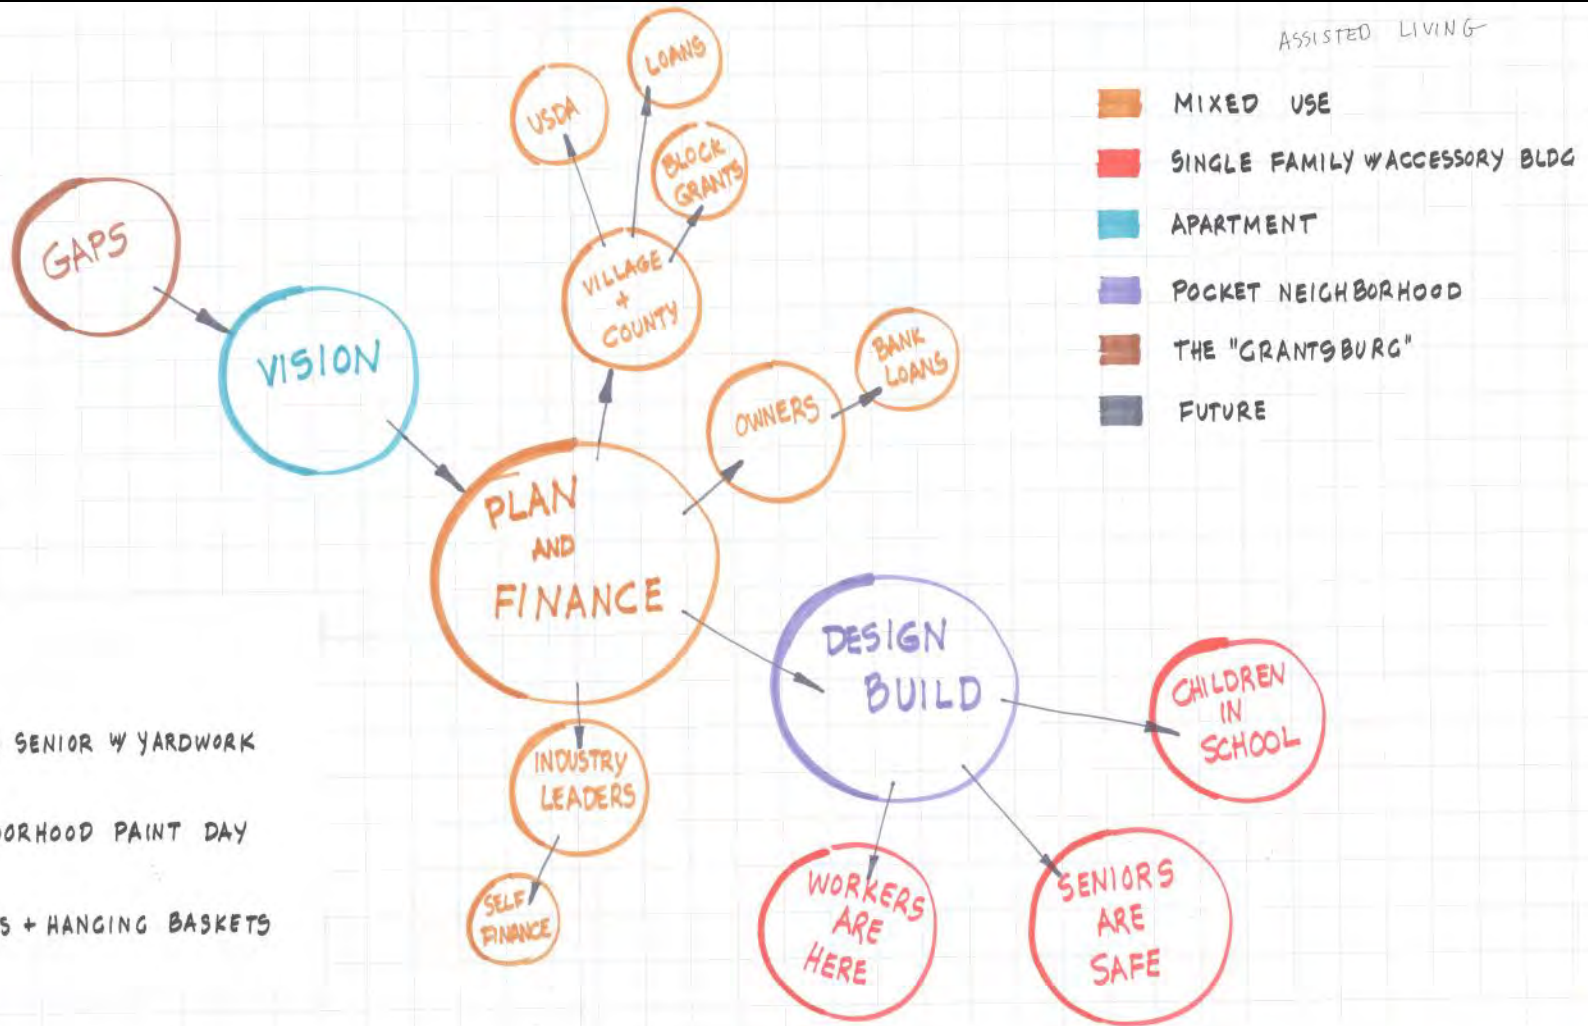 ASSISTED LIVING
MIXED USE
SINGLE FAMILY W/ ACCESSORY BLDG
APARTMENT
POCKET NEIGHBORHOOD
THE "GRANTSBURG"
FUTURE
GAPS
VISION
PLAN
AND
FINANCE
VILLAGE
+
COUNTY
USDA
LOANS
BLOCK
GRANTS
OWNERS
BANK
LOANS
INDUSTRY
LEADERS
SELF
FINANCE
DESIGN
BUILD
CHILDREN
IN
SCHOOL
SENIORS
ARE
SAFE
WORKERS
ARE
HERE
SENIOR W/ YARDWORK
PAINT DAY
+ HANGING BASKETS